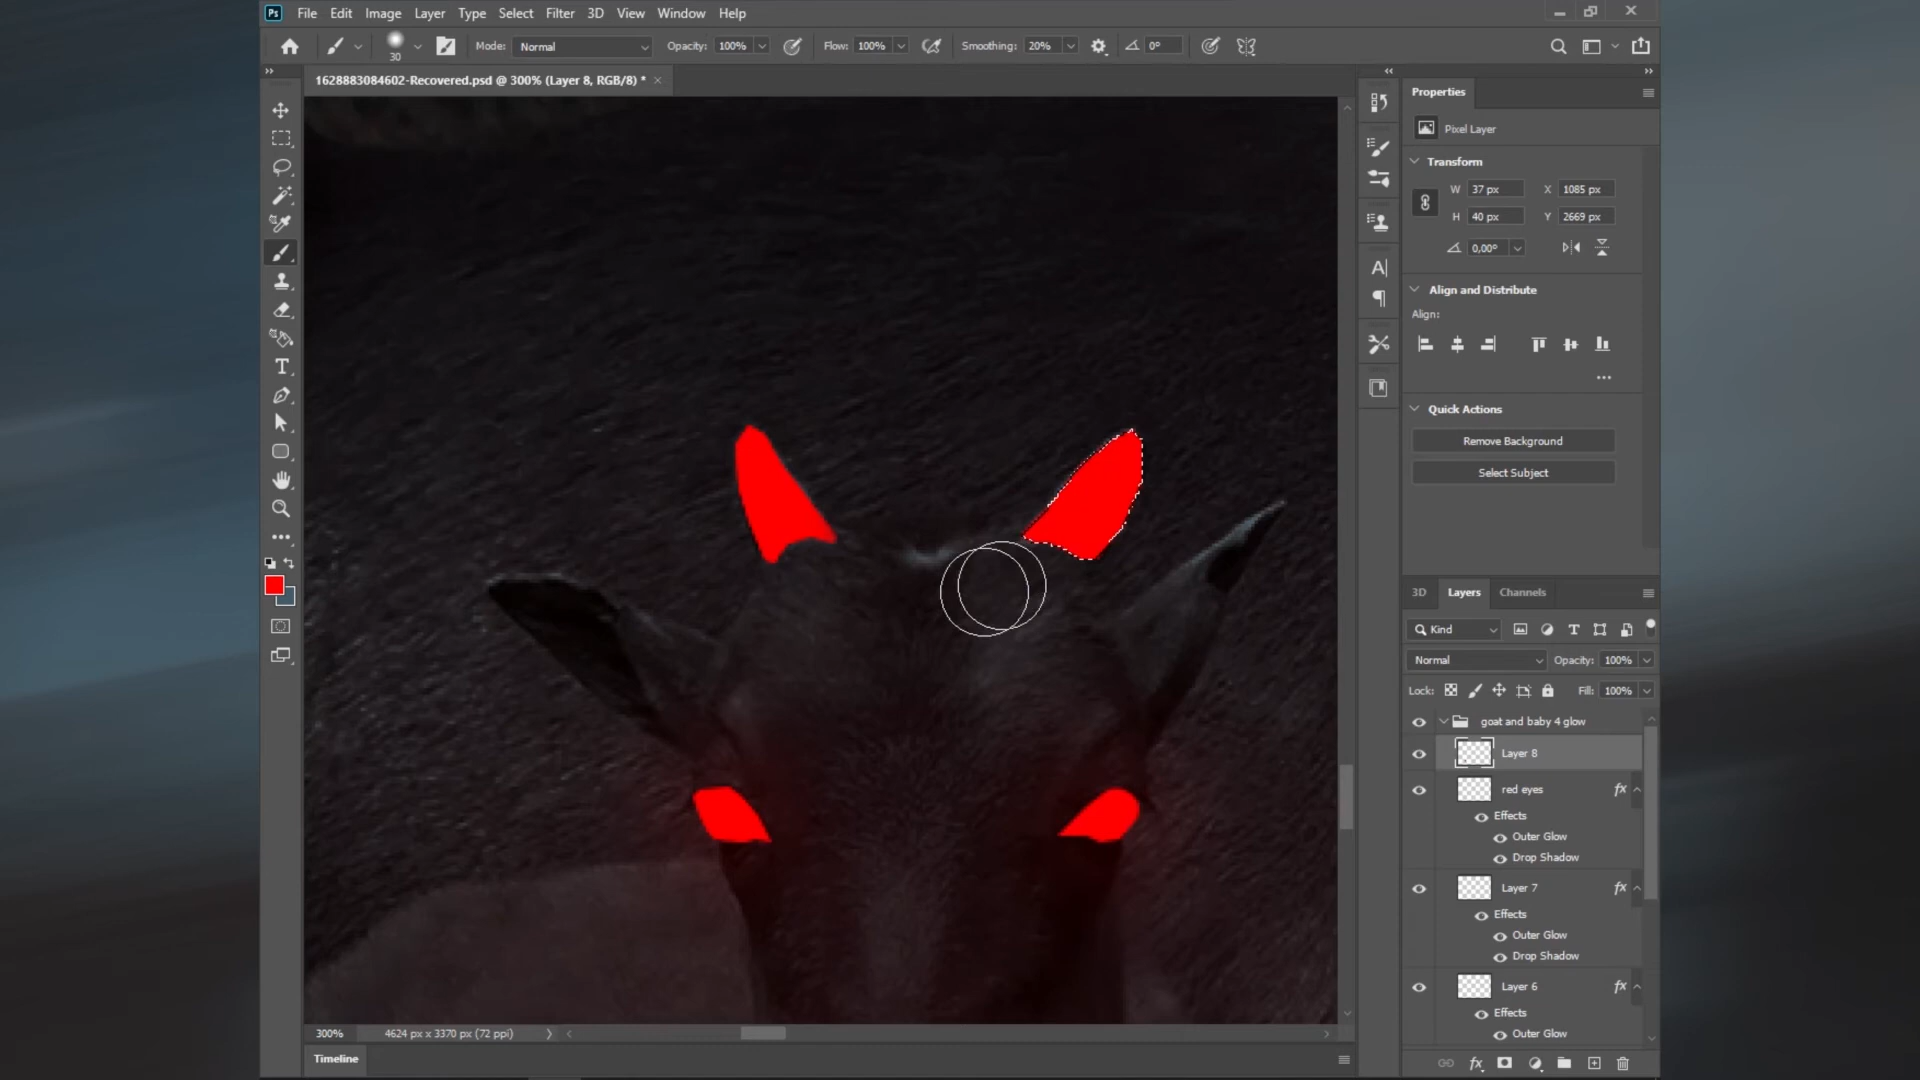 Ps File Edit Image Layer Type Select Filter 3D View Window Help
30 Mode: Normal Opacity: 100% Flow: 100% Smoothing: 20% 0°
1628883084602-Recovered.psd @ 300% (Layer 8, RGB/8) *
Properties
Pixel Layer
Transform
W 37 px X 1085 px
H 40 px Y 2669 px
0,00°
Align and Distribute
Align:
Quick Actions
Remove Background
Select Subject
3D Layers Channels
Kind
Normal Opacity: 100%
Lock: Fill: 100%
goat and baby 4 glow
Layer 8
red eyes fx
Effects
Outer Glow
Drop Shadow
Layer 7 fx
Effects
Outer Glow
Drop Shadow
Layer 6 fx
Effects
Outer Glow
fx
300% 4624 px x 3370 px (72 ppi)
Timeline